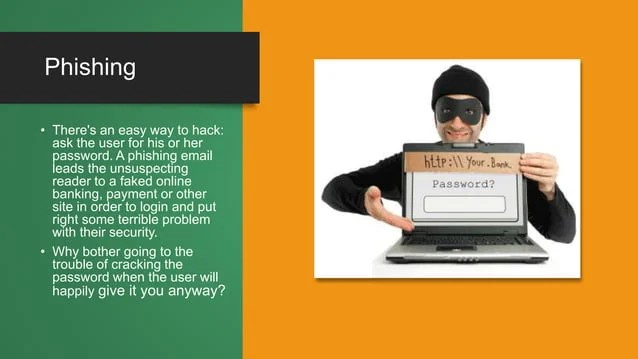 Phishing
• There's an easy way to hack:
ask the user for his or her
password. A phishing email
leads the unsuspecting
reader to a faked online
banking, payment or other
site in order to login and put
right some terrible problem
with their security.
• Why bother going to the
trouble of cracking the
password when the user will
happily give it you anyway?
http:\\ Your.Bank.
Password?